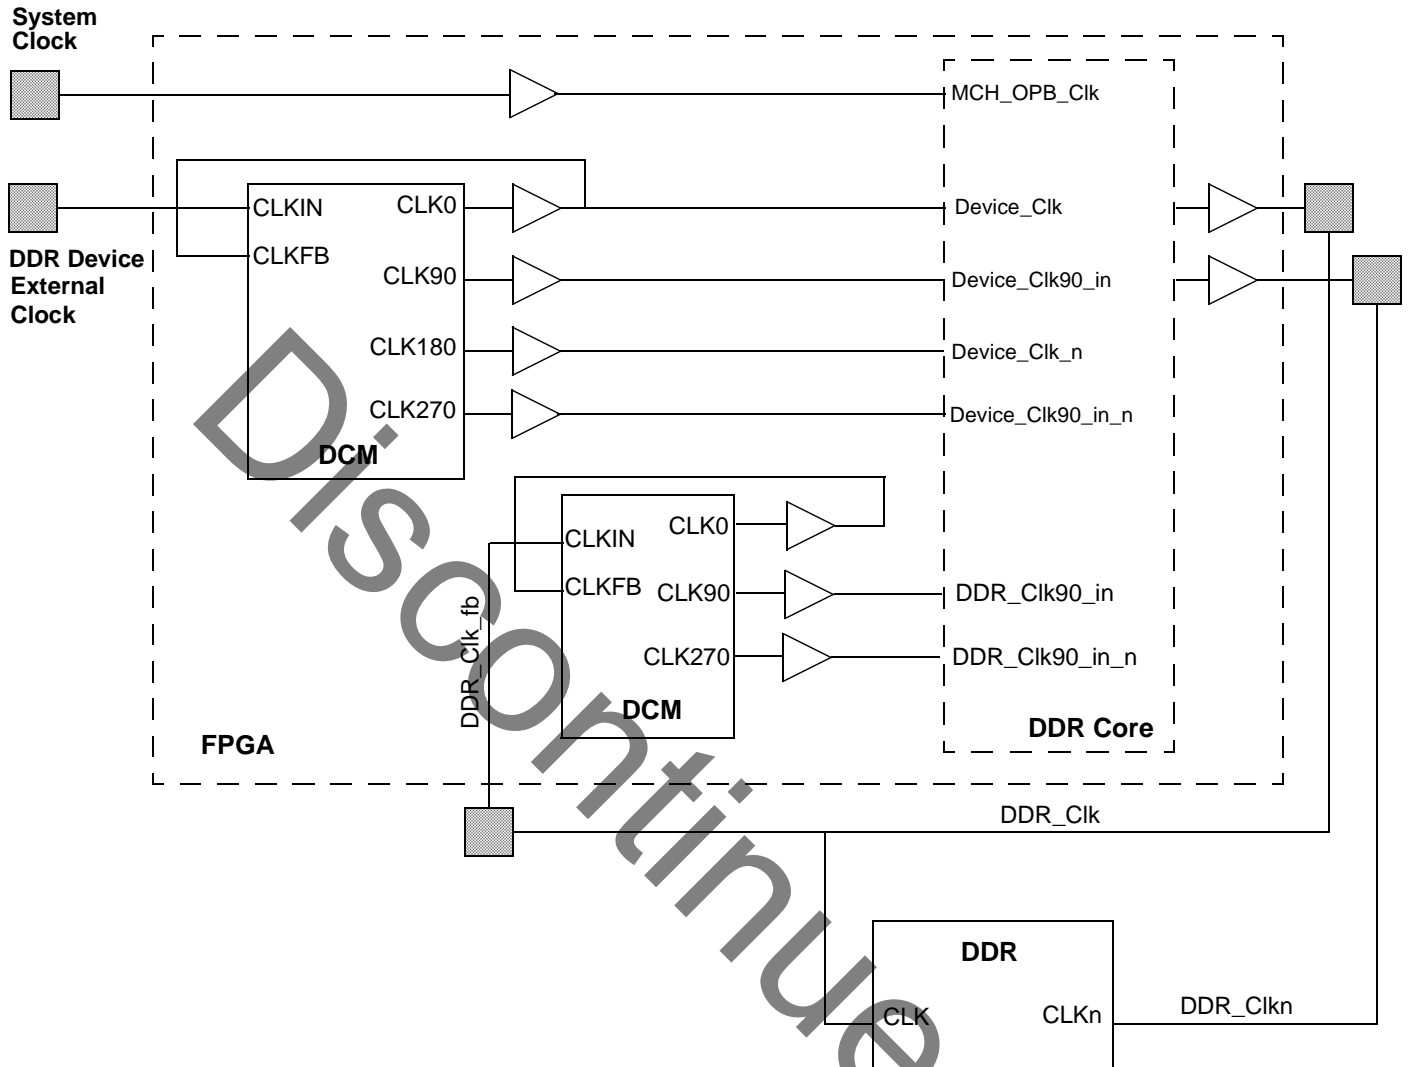 System
Clock
MCH_OPB_Clk
DDR Device
External
Clock
CLKIN
CLKFB
CLK0
CLK90
CLK180
CLK270
DCM
Device_Clk
Device_Clk90_in
Device_Clk_n
Device_Clk90_in_n
CLKIN
CLKFB
CLK0
CLK90
CLK270
DCM
DDR_Clk_fb
DDR_Clk90_in
DDR_Clk90_in_n
DDR Core
FPGA
DDR_Clk
DDR
CLK
CLKn
DDR_Clkn
Discontinue